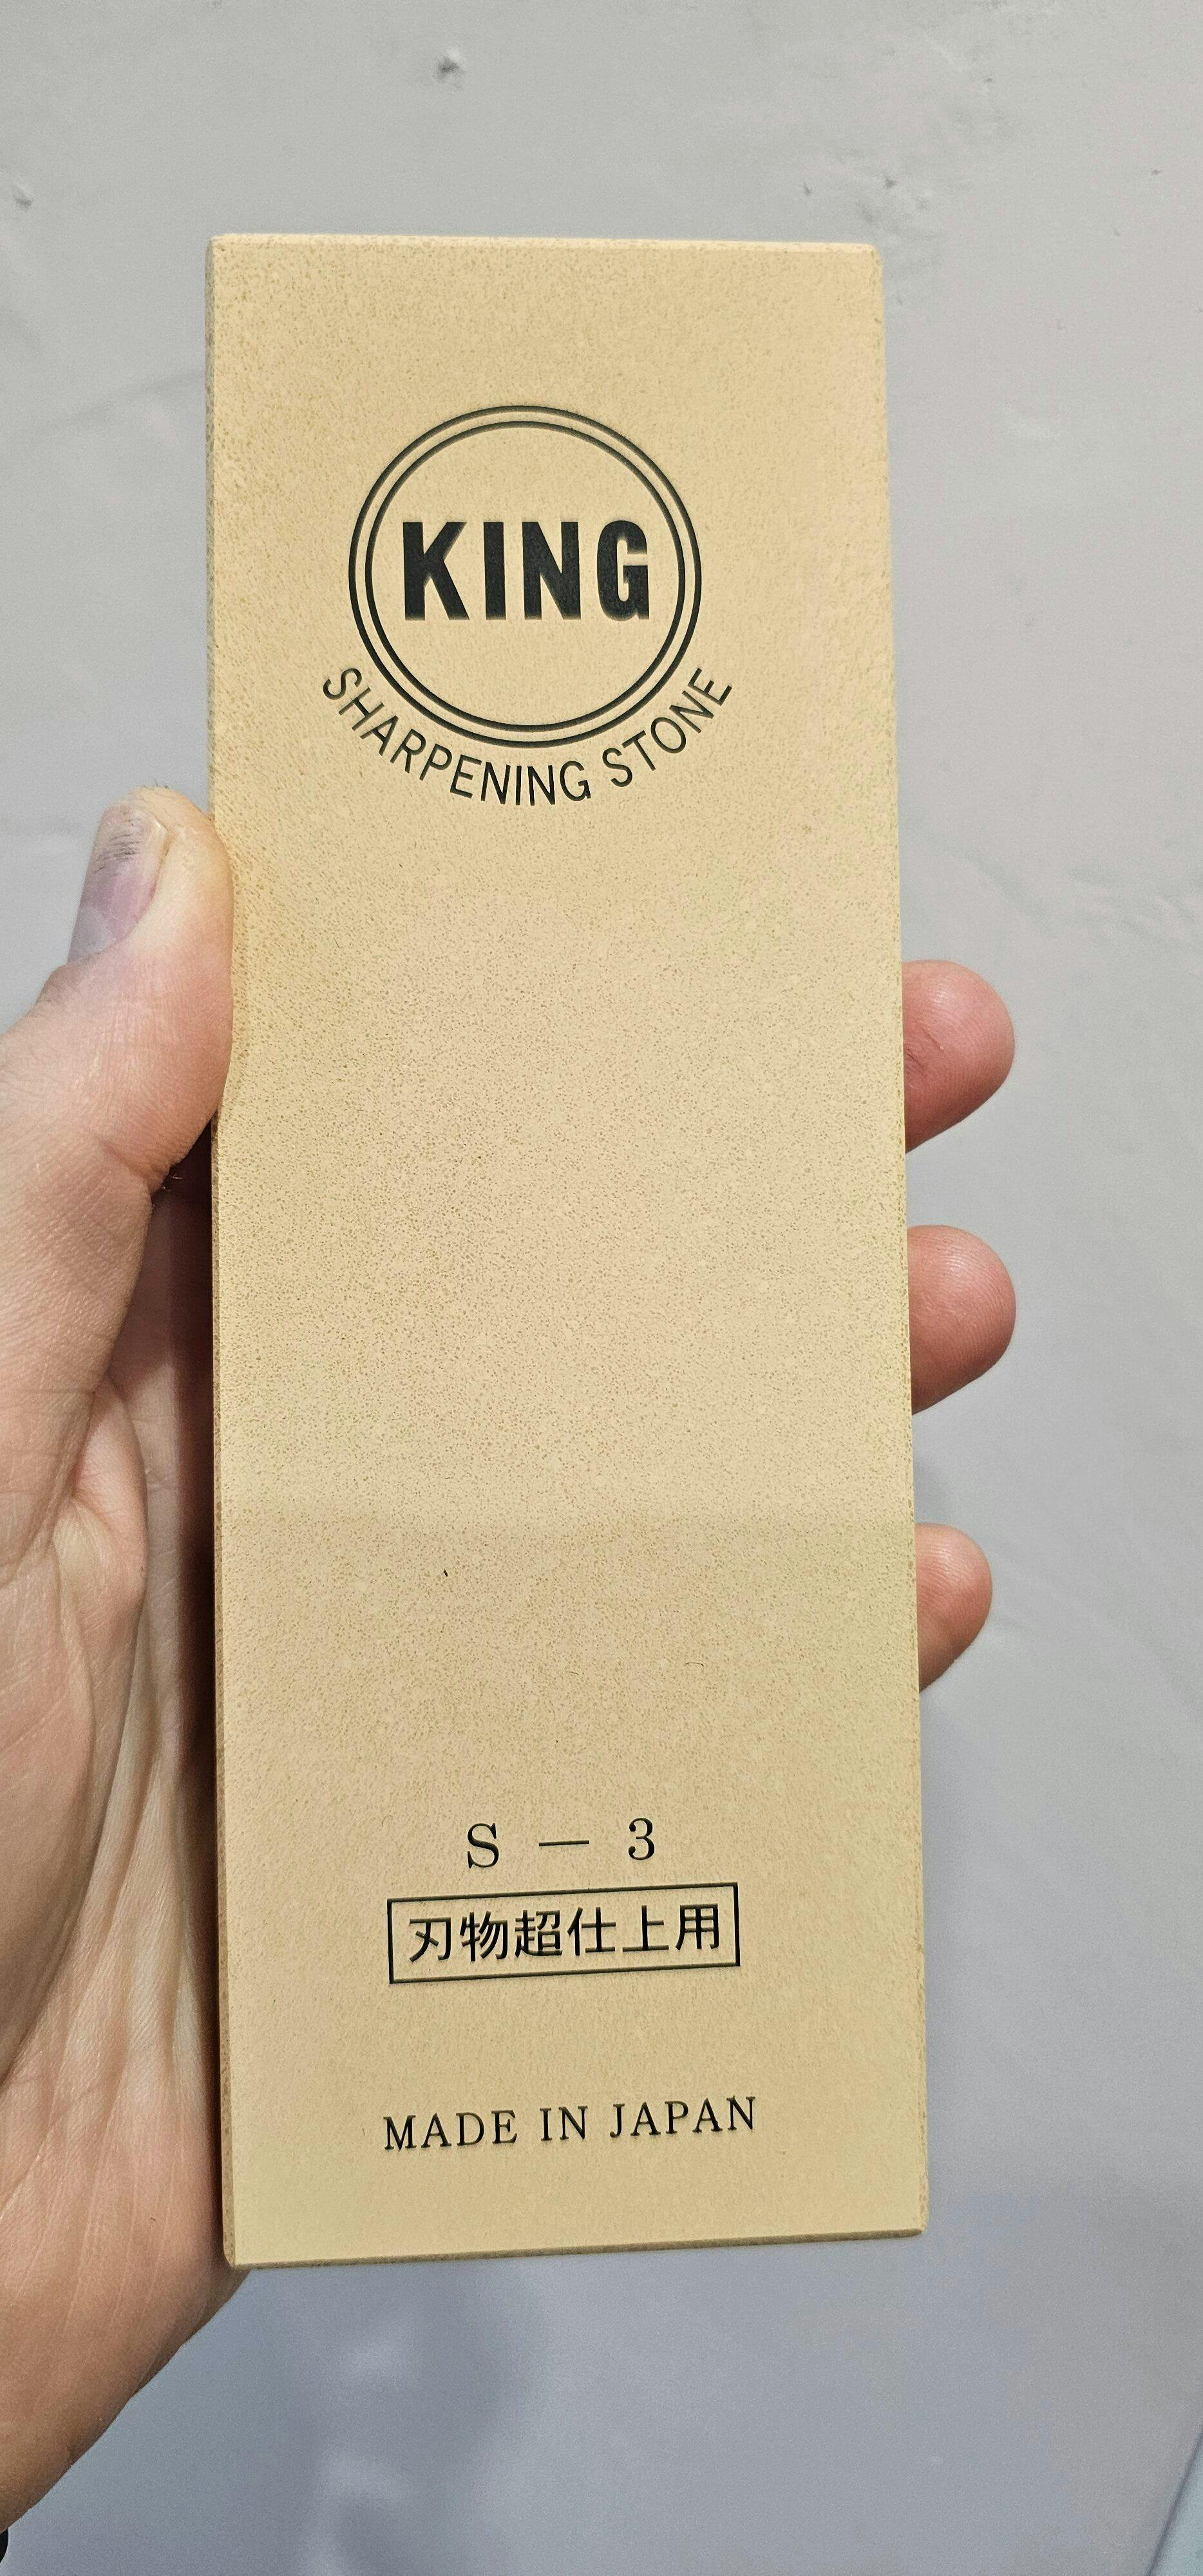 KING
SHARPENING STONE
S — 3
刃物超仕上用
MADE IN JAPAN